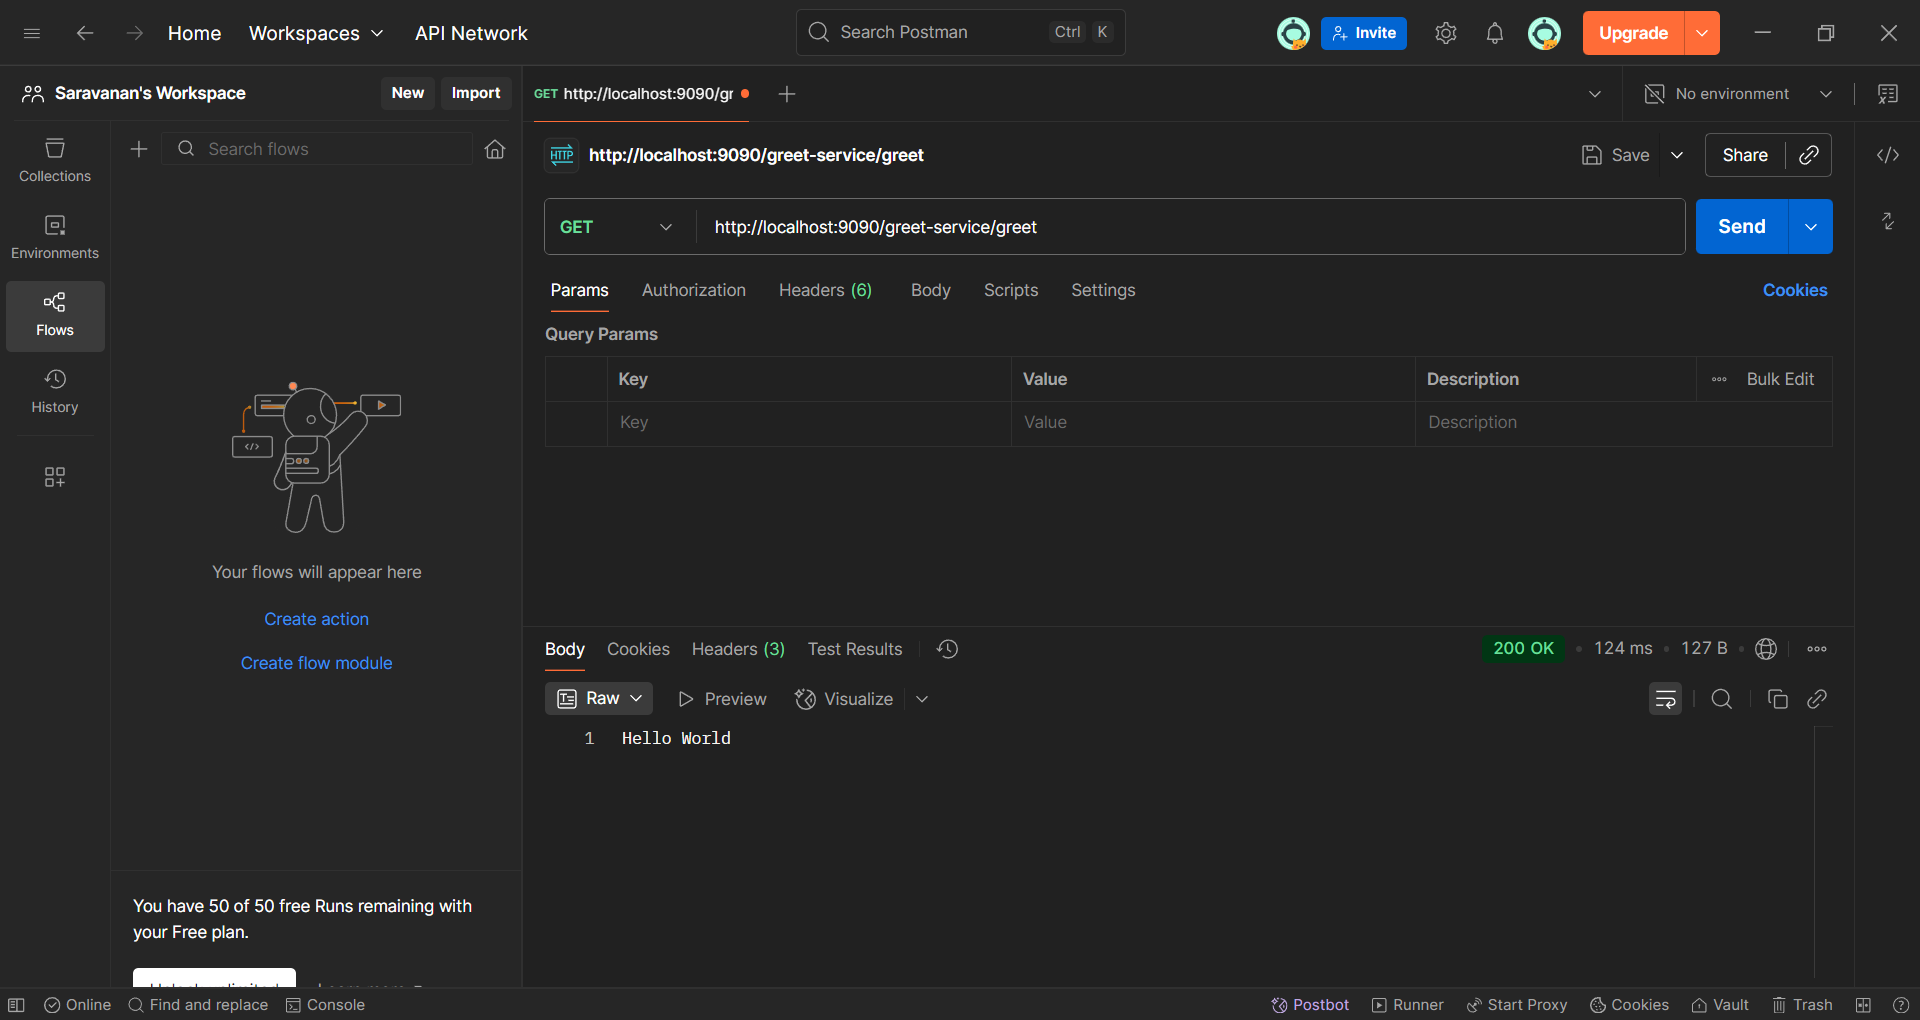 Home Workspaces API Network Search Postman Ctrl K Invite Upgrade
Saravanan's Workspace New Import
GET http://localhost:9090/gr No environment
Search flows
Collections
Environments
Flows
History
Your flows will appear here
Create action
Create flow module
You have 50 of 50 free Runs remaining with
your Free plan.
HTTP http://localhost:9090/greet-service/greet Save Share
GET http://localhost:9090/greet-service/greet Send
Params Authorization Headers (6) Body Scripts Settings Cookies
Query Params
Key Value Description Bulk Edit
Key Value Description
Body Cookies Headers (3) Test Results 200 OK • 124 ms • 127 B •
Raw Preview Visualize
1 Hello World
Online Find and replace Console Postbot Runner Start Proxy Cookies Vault Trash